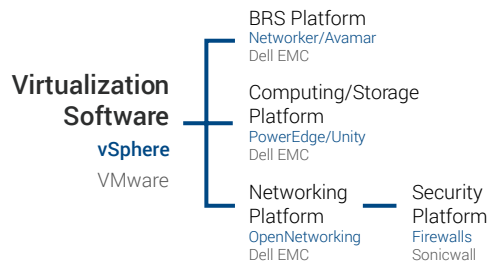 Virtualization
Software
vSphere
VMware
BRS Platform
Networker/Avamar
Dell EMC
Computing/Storage
Platform
PowerEdge/Unity
Dell EMC
Networking
Platform
OpenNetworking
Dell EMC
Security
Platform
Firewalls
Sonicwall